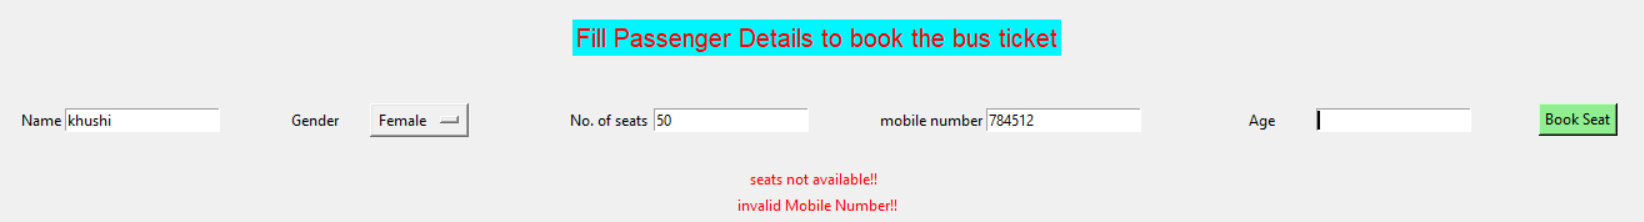 Fill Passenger Details to book the bus ticket
Name khushi Gender Female No. of seats 50 mobile number 784512 Age Book Seat
seats not available!!
invalid Mobile Number!!